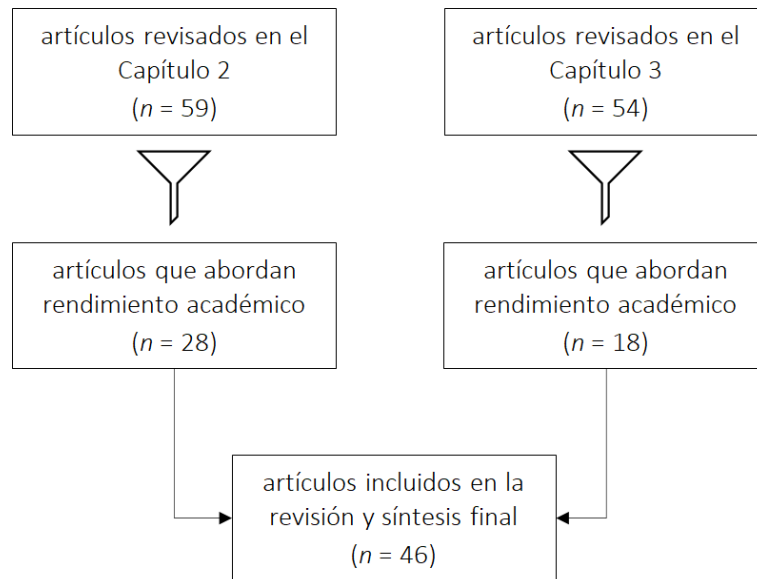 artículos revisados en el
Capítulo 2
(n = 59)
artículos revisados en el
Capítulo 3
(n = 54)
artículos que abordan
rendimiento académico
(n = 28)
artículos que abordan
rendimiento académico
(n = 18)
artículos incluidos en la
revisión y síntesis final
(n = 46)